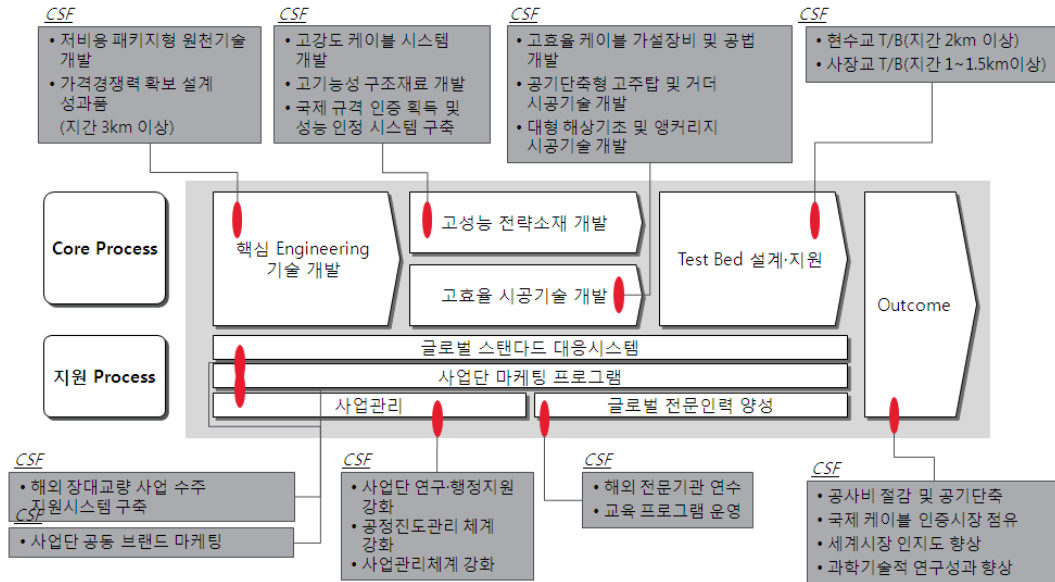 CSF
• 저비용 패키지형 원천기술
개발
• 가격경쟁력 확보 설계
성과품
(지간 3km 이상)
CSF
• 고강도 케이블 시스템
개발
• 고기능성 구조재료 개발
• 국제 규격 인증 획득 및
성능 인정 시스템 구축
CSF
• 고효율 케이블 가설장비 및 공법
개발
• 공기단축형 고주탑 및 거더
시공기술 개발
• 대형 해상기초 및 앵커리지
시공기술 개발
CSF
• 현수교 T/B(지간 2km 이상)
• 사장교 T/B(지간 1~1.5km이상)
Core Process
핵심 Engineering
기술 개발
고성능 전략소재 개발
고효율 시공기술 개발
Test Bed 설계·지원
Outcome
지원 Process
글로벌 스탠다드 대응시스템
사업단 마케팅 프로그램
사업관리
글로벌 전문인력 양성
CSF
• 해외 장대교량 사업 수주
지원시스템 구축
CSF
• 사업단 공동 브랜드 마케팅
CSF
• 사업단 연구·행정지원
강화
• 공정진도관리 체계
강화
• 사업관리체계 강화
CSF
• 해외 전문기관 연수
• 교육 프로그램 운영
CSF
• 공사비 절감 및 공기단축
• 국제 케이블 인증시장 점유
• 세계시장 인지도 향상
• 과학기술적 연구성과 향상